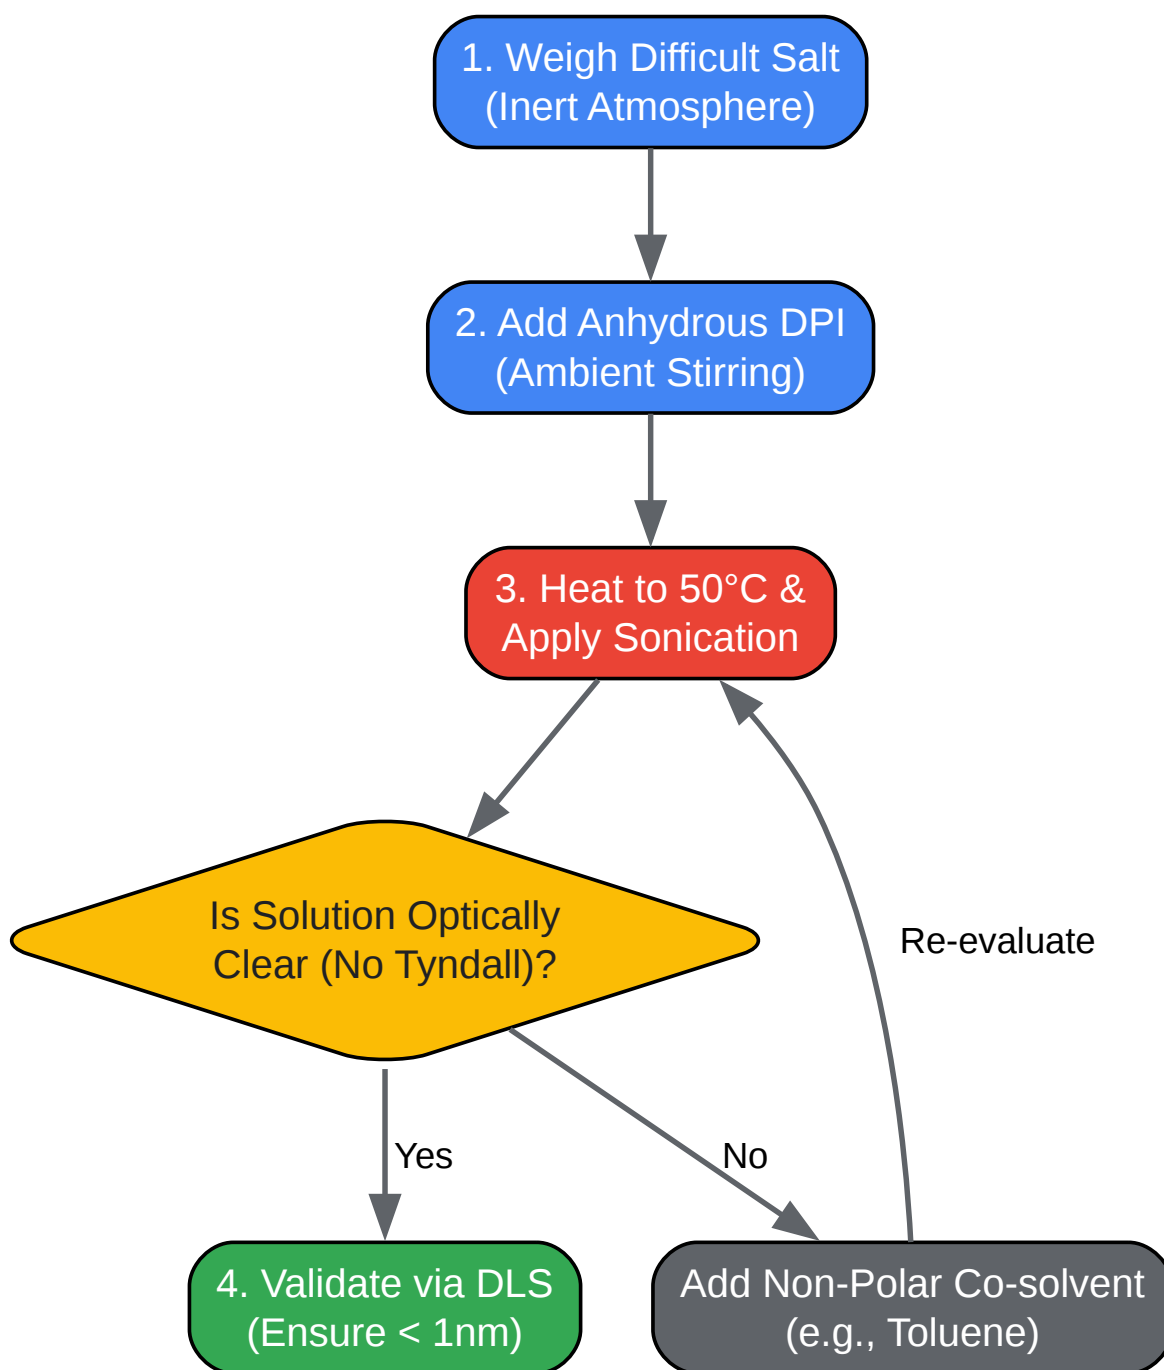 1. Weigh Difficult Salt
(Inert Atmosphere)
2. Add Anhydrous DPI
(Ambient Stirring)
3. Heat to 50°C &
Apply Sonication
Is Solution Optically
Clear (No Tyndall)?
Re-evaluate
Yes
No
4. Validate via DLS
(Ensure < 1nm)
Add Non-Polar Co-solvent
(e.g., Toluene)